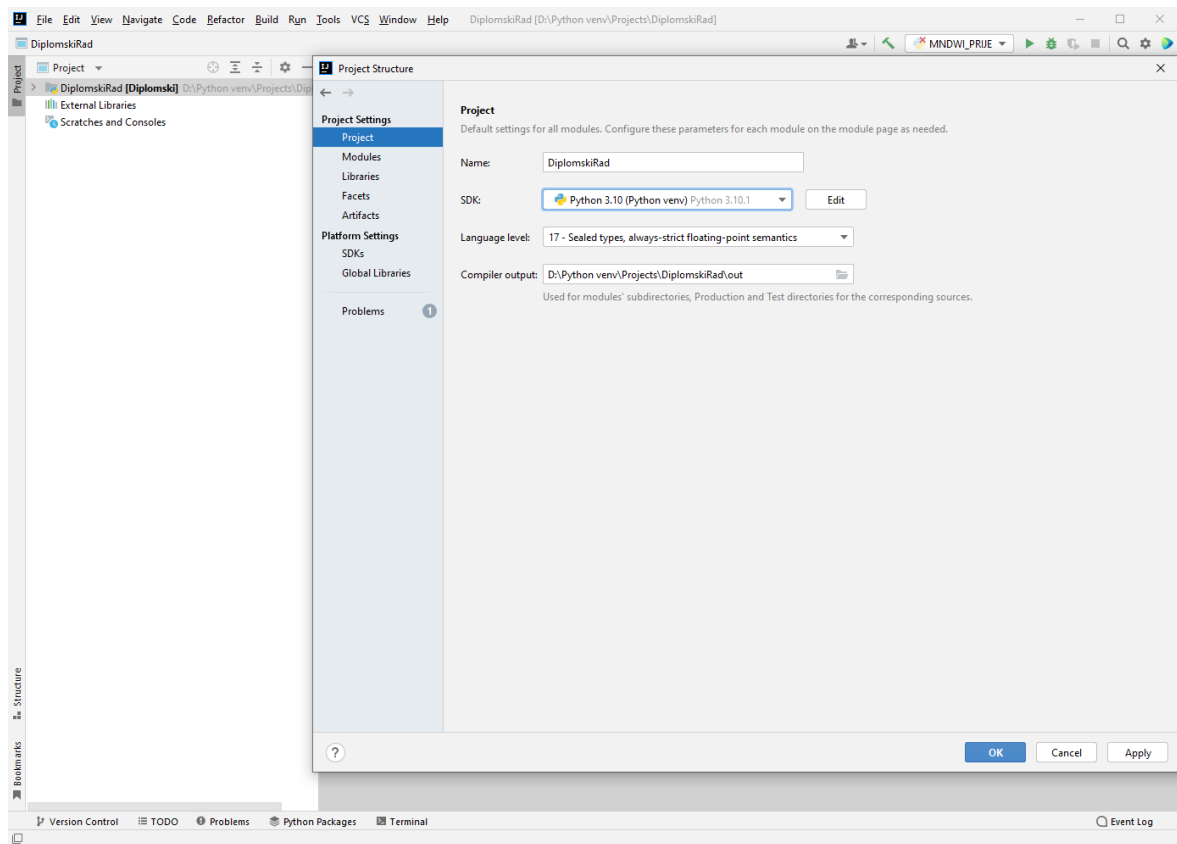 File Edit View Navigate Code Refactor Build Run Tools VCS Window Help DiplomskiRad [D:\Python venv\Projects\DiplomskiRad]
DiplomskiRad
MNDWI_PRIJE
Project
Project
DiplomskiRad [Diplomski] D:\Python venv\Projects\Dip
External Libraries
Scratches and Consoles
Structure
Bookmarks
Project Structure
Project Settings
Project
Modules
Libraries
Facets
Artifacts
Platform Settings
SDKs
Global Libraries
Problems 1
Project
Default settings for all modules. Configure these parameters for each module on the module page as needed.
Name: DiplomskiRad
SDK: Python 3.10 (Python venv) Python 3.10.1 Edit
Language level: 17 - Sealed types, always-strict floating-point semantics
Compiler output: D:\Python venv\Projects\DiplomskiRad\out
Used for modules' subdirectories, Production and Test directories for the corresponding sources.
? OK Cancel Apply
Version Control TODO Problems Python Packages Terminal Event Log